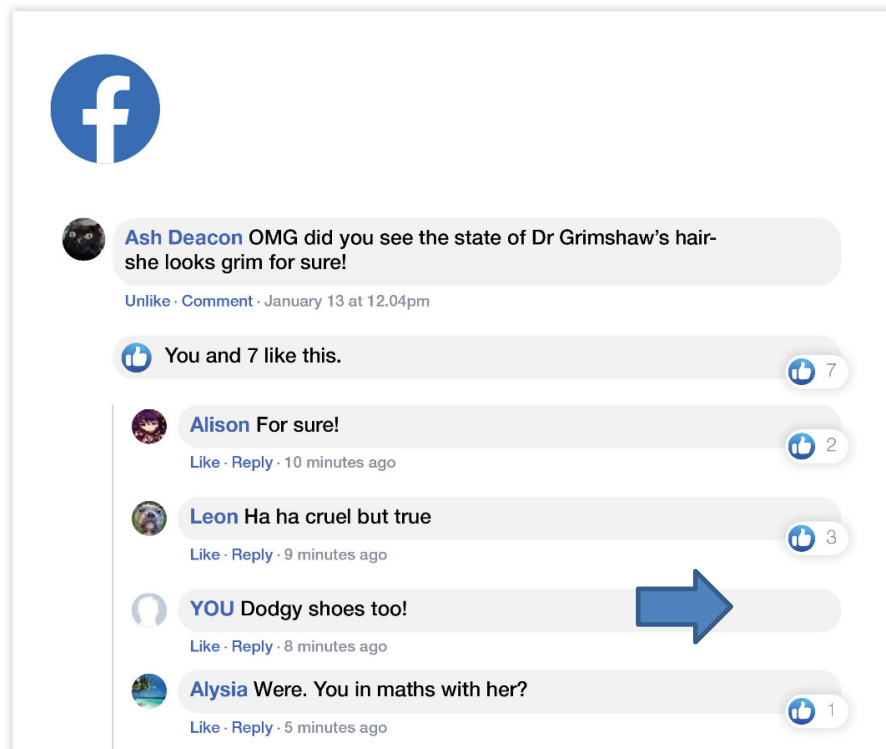 f
Ash Deacon OMG did you see the state of Dr Grimshaw's hair-
she looks grim for sure!
Unlike · Comment · January 13 at 12.04pm
You and 7 like this.
7
Alison For sure!
2
Like · Reply · 10 minutes ago
Leon Ha ha cruel but true
3
Like · Reply · 9 minutes ago
YOU Dodgy shoes too!
Like · Reply · 8 minutes ago
Alysia Were. You in maths with her?
1
Like · Reply · 5 minutes ago